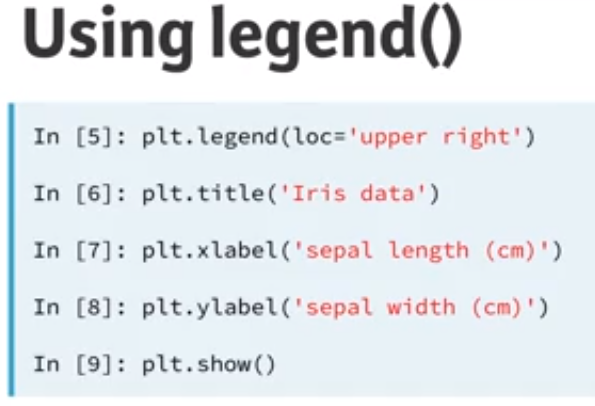 Using legend()
In [5]: plt.legend(loc='upper right')
In [6]: plt.title('Iris data')
In [7]: plt.xlabel('sepal length (cm)')
In [8]: plt.ylabel('sepal width (cm)')
In [9]: plt.show()